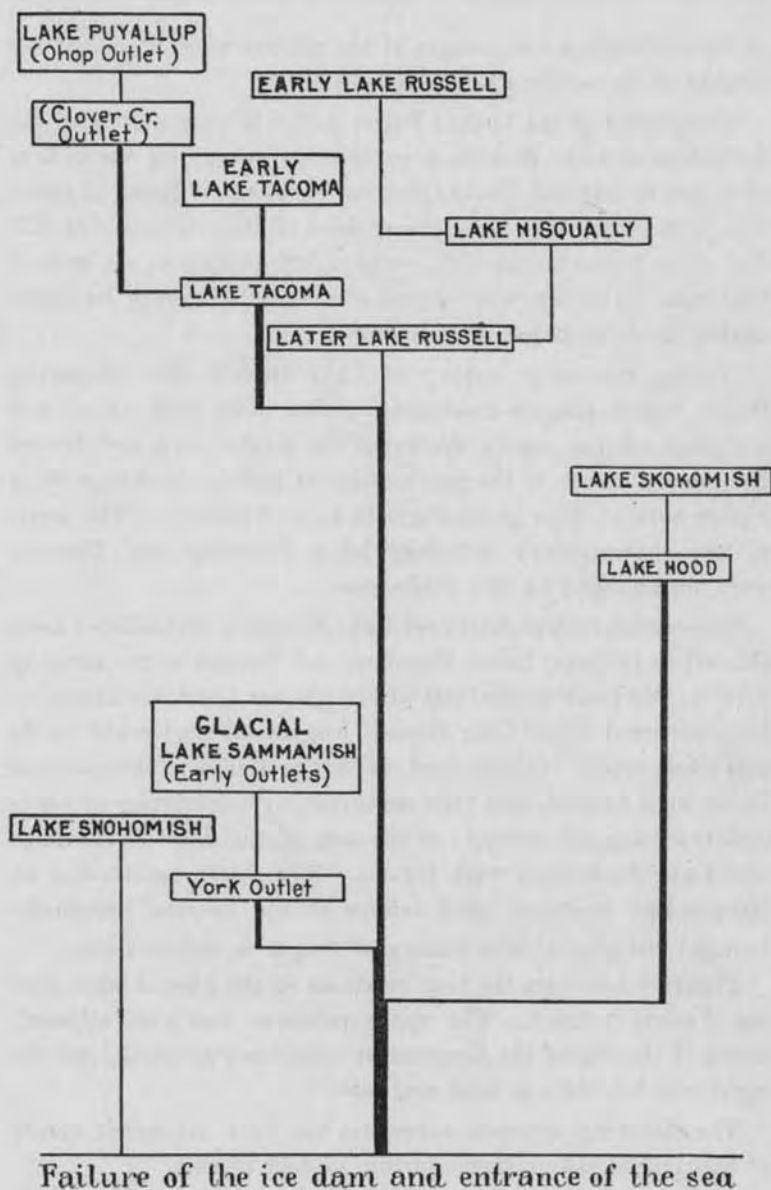 LAKE PUYALLUP
(Ohop Outlet)
(Clover Cr.
Outlet)
EARLY
LAKE TACOMA
LAKE TACOMA
EARLY LAKE RUSSELL
LAKE NISQUALLY
LATER LAKE RUSSELL
LAKE SKOKOMISH
LAKE HOOD
GLACIAL
LAKE SAMMAMISH
(Early Outlets)
LAKE SNOHOMISH
York Outlet
Failure of the ice dam and entrance of the sea